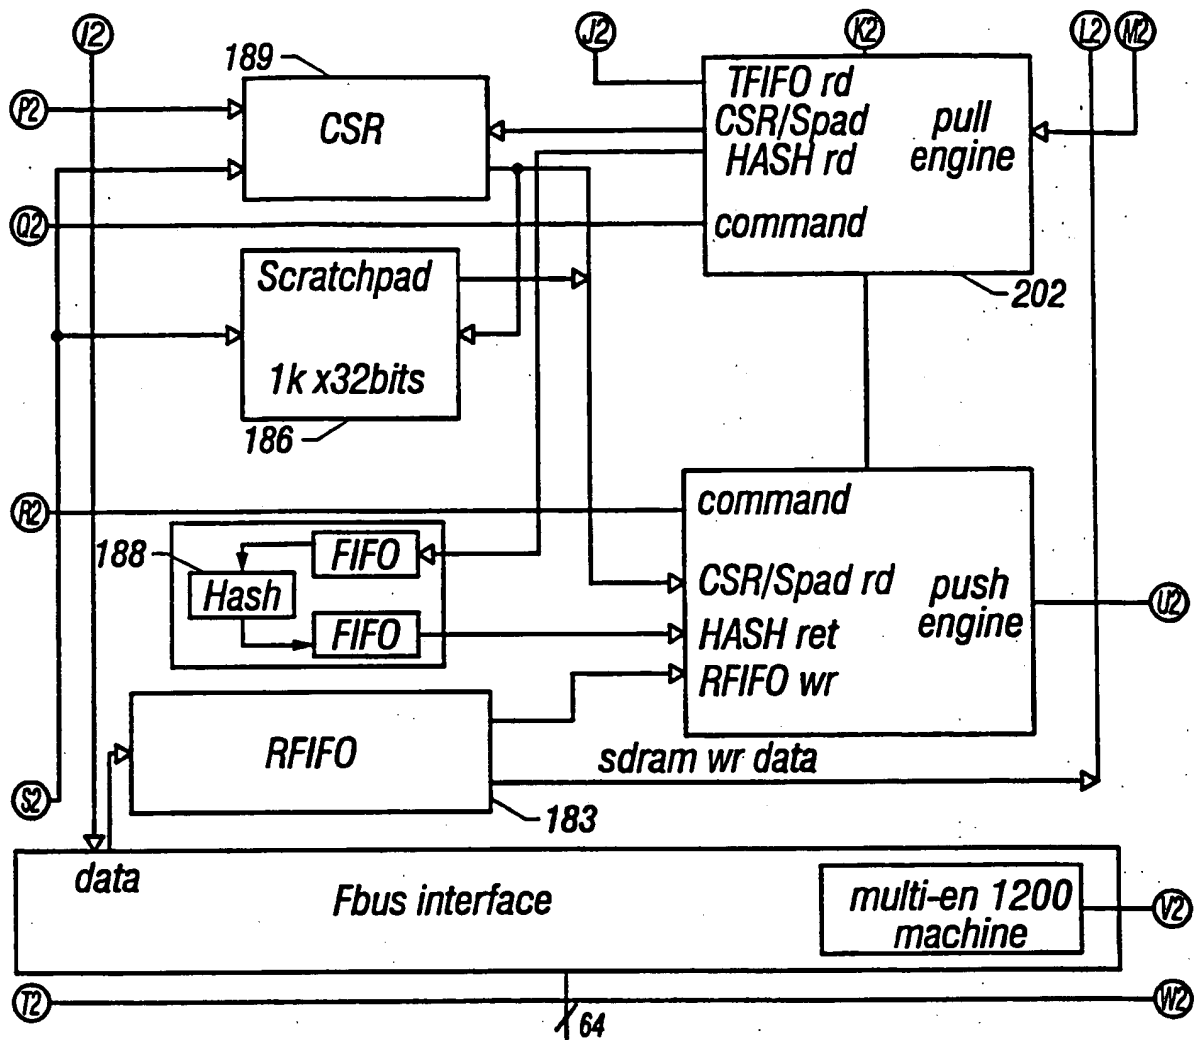 I2
J2
K2
L2
M2
189
P2
CSR
TFIFO rd
CSR/Spad
HASH rd
pull
engine
Q2
command
Scratchpad
202
1k x32bits
186
R2
command
188
FIFO
Hash
FIFO
CSR/Spad rd
push
engine
U2
HASH ret
RFIFO wr
RFIFO
sdram wr data
S2
183
data
Fbus interface
multi-en 1200
machine
V2
T2
W2
64